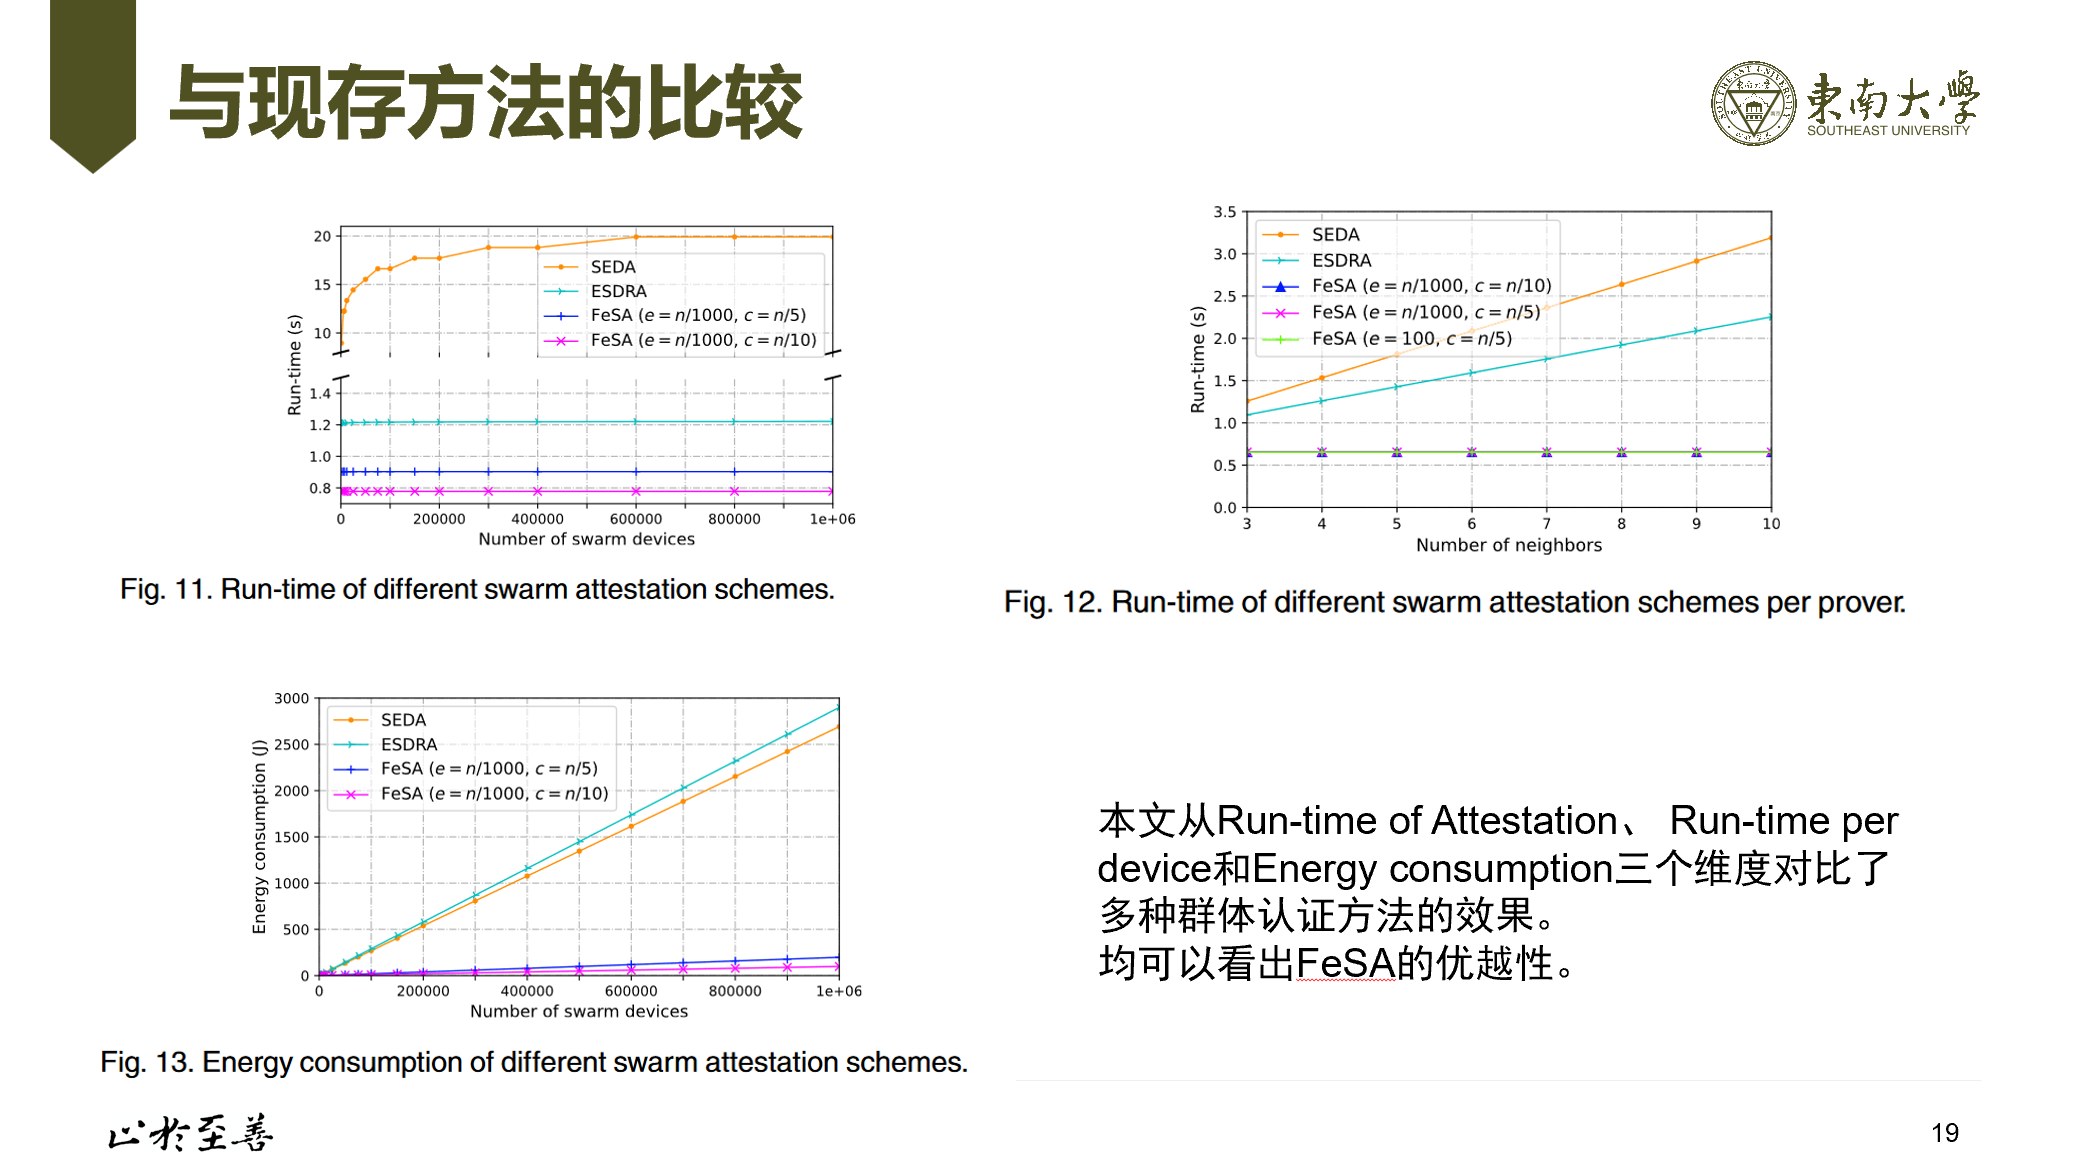 与现存方法的比较
東南大學
SOUTHEAST UNIVERSITY
20
15
10
1.4
1.2
1.0
0.8
Run-time (s)
SEDA
ESDRA
FeSA (e = n/1000, c = n/5)
FeSA (e = n/1000, c = n/10)
0 200000 400000 600000 800000 1e+06
Number of swarm devices
Fig. 11. Run-time of different swarm attestation schemes.
3.5
3.0
2.5
2.0
1.5
1.0
0.5
0.0
Run-time (s)
SEDA
ESDRA
FeSA (e = n/1000, c = n/10)
FeSA (e = n/1000, c = n/5)
FeSA (e = 100, c = n/5)
3 4 5 6 7 8 9 10
Number of neighbors
Fig. 12. Run-time of different swarm attestation schemes per prover.
3000
2500
2000
1500
1000
500
0
Energy consumption (J)
SEDA
ESDRA
FeSA (e = n/1000, c = n/5)
FeSA (e = n/1000, c = n/10)
0 200000 400000 600000 800000 1e+06
Number of swarm devices
Fig. 13. Energy consumption of different swarm attestation schemes.
本文从Run-time of Attestation、 Run-time per
device和Energy consumption三个维度对比了
多种群体认证方法的效果。
均可以看出FeSA的优越性。
止於至善
19